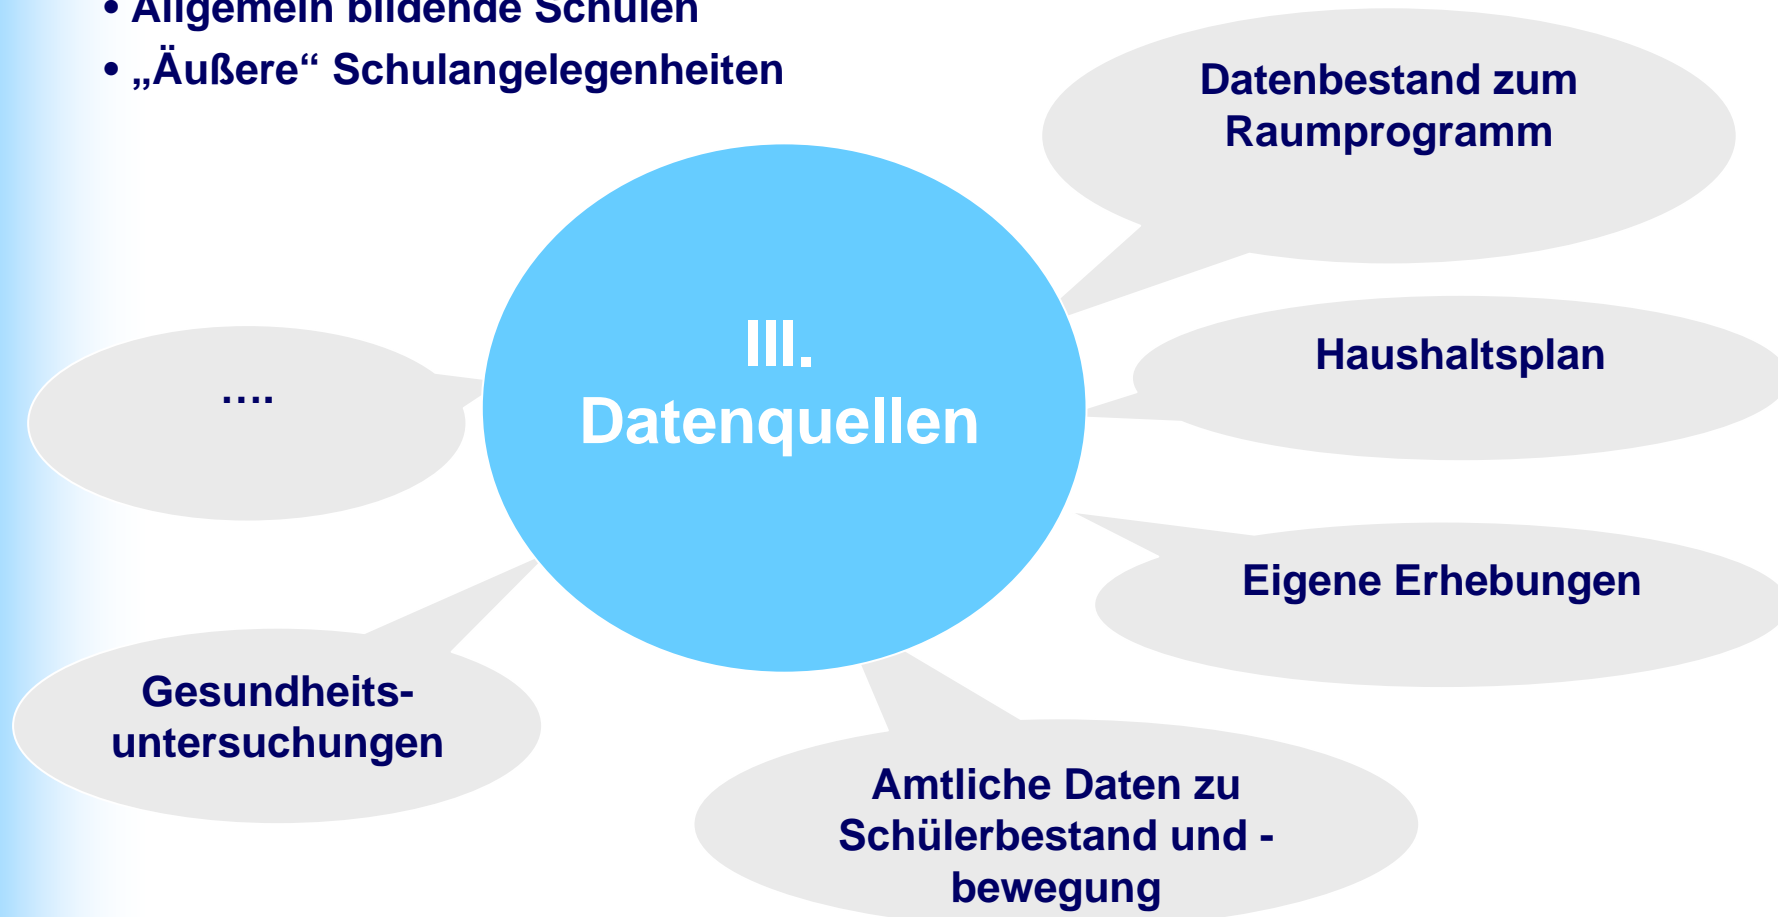 • Allgemein bildende Schulen
• „Äußere“ Schulangelegenheiten
Datenbestand zum
Raumprogramm
III.
Datenquellen
Haushaltsplan
….
Eigene Erhebungen
Gesundheits-
untersuchungen
Amtliche Daten zu
Schülerbestand und -
bewegung